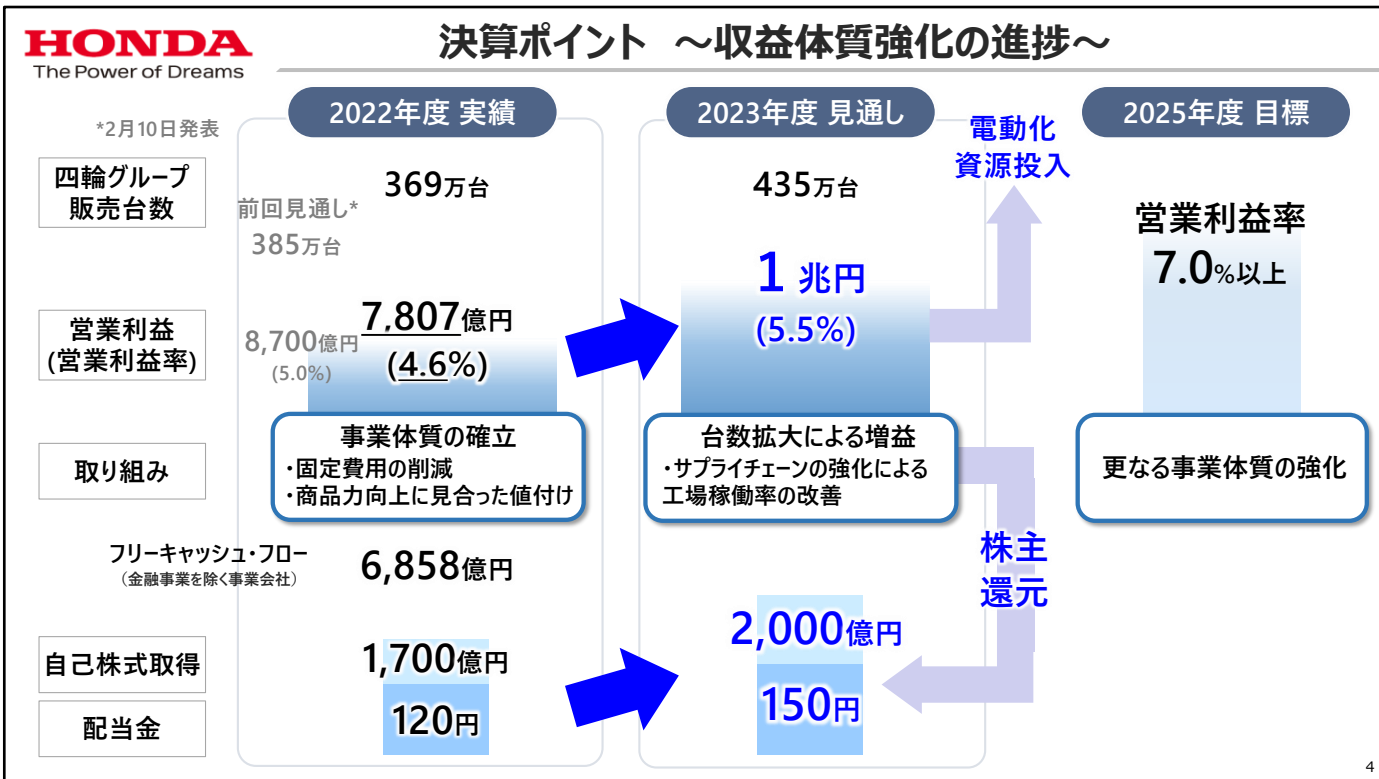 HONDA
The Power of Dreams
決算ポイント ～収益体質強化の進捗～
*2月10日発表
2022年度 実績
2023年度 見通し
2025年度 目標
四輪グループ
販売台数
前回見通し*
385万台
369万台
435万台
電動化
資源投入
営業利益
(営業利益率)
8,700億円
(5.0%)
7,807億円
(4.6%)
1 兆円
(5.5%)
営業利益率
7.0%以上
取り組み
事業体質の確立
・固定費用の削減
・商品力向上に見合った値付け
台数拡大による増益
・サプライチェーンの強化による
工場稼働率の改善
更なる事業体質の強化
フリーキャッシュ・フロー
（金融事業を除く事業会社）
6,858億円
株主
還元
自己株式取得
1,700億円
2,000億円
配当金
120円
150円
4